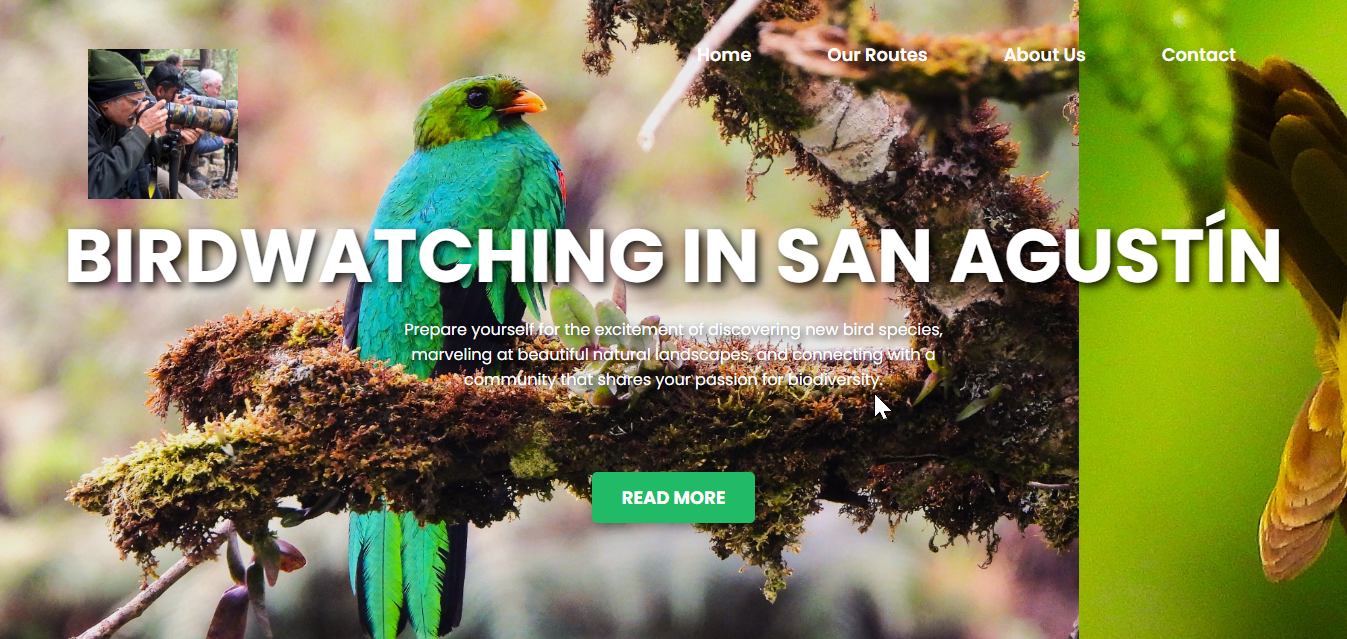 Home
Our Routes
About Us
Contact
BIRDWATCHING IN SAN AGUSTÍN
Prepare yourself for the excitement of discovering new bird species,
marveling at beautiful natural landscapes, and connecting with a
community that shares your passion for biodiversity.
READ MORE